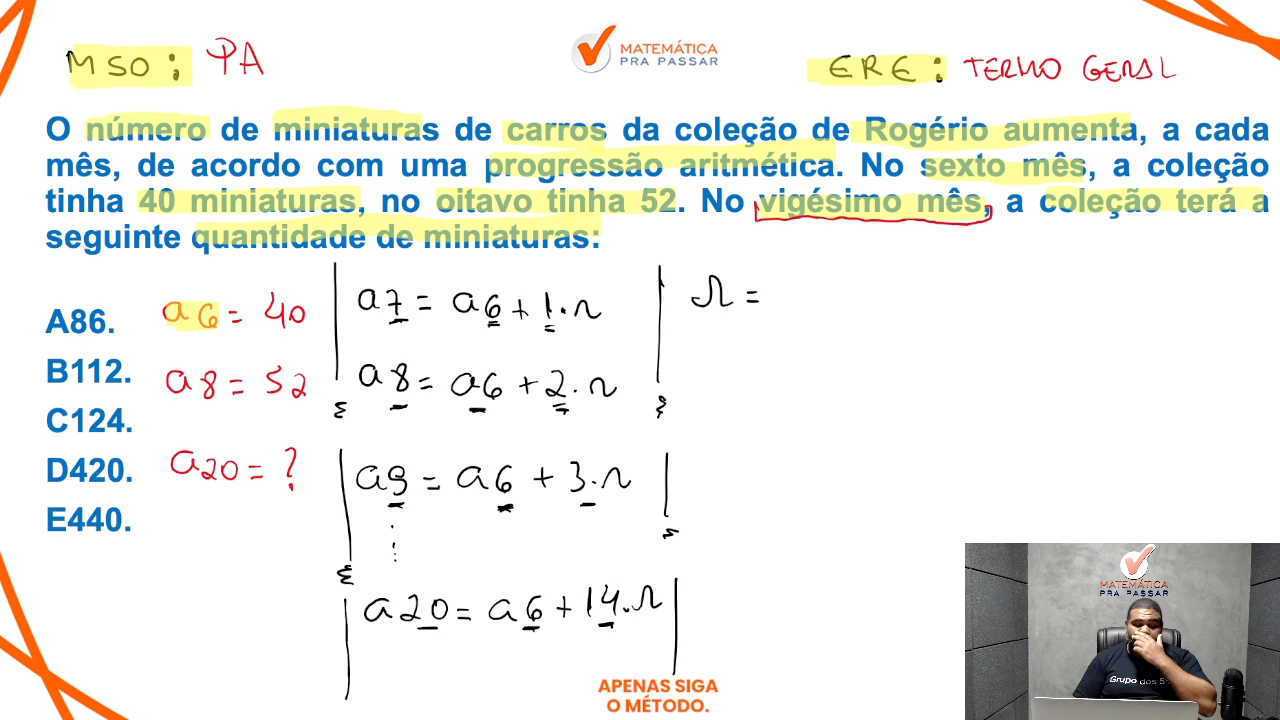 MSO: PA
MATEMÁTICA
PRA PASSAR
ERE: TERMO GERAL
O número de miniaturas de carros da coleção de Rogério aumenta, a cada
mês, de acordo com uma progressão aritmética. No sexto mês, a coleção
tinha 40 miniaturas, no oitavo tinha 52. No vigésimo mês, a coleção terá a
seguinte quantidade de miniaturas:
A86.
B112.
C124.
D420.
E440.
a6 = 40
a8 = 52
a20 = ?
a7 = a6 + 1.r
a8 = a6 + 2.r
a9 = a6 + 3.r
a20 = a6 + 14.r
r =
MATEMÁTICA
PRA PASSAR
Grupo dos 5%
APENAS SIGA
O MÉTODO.